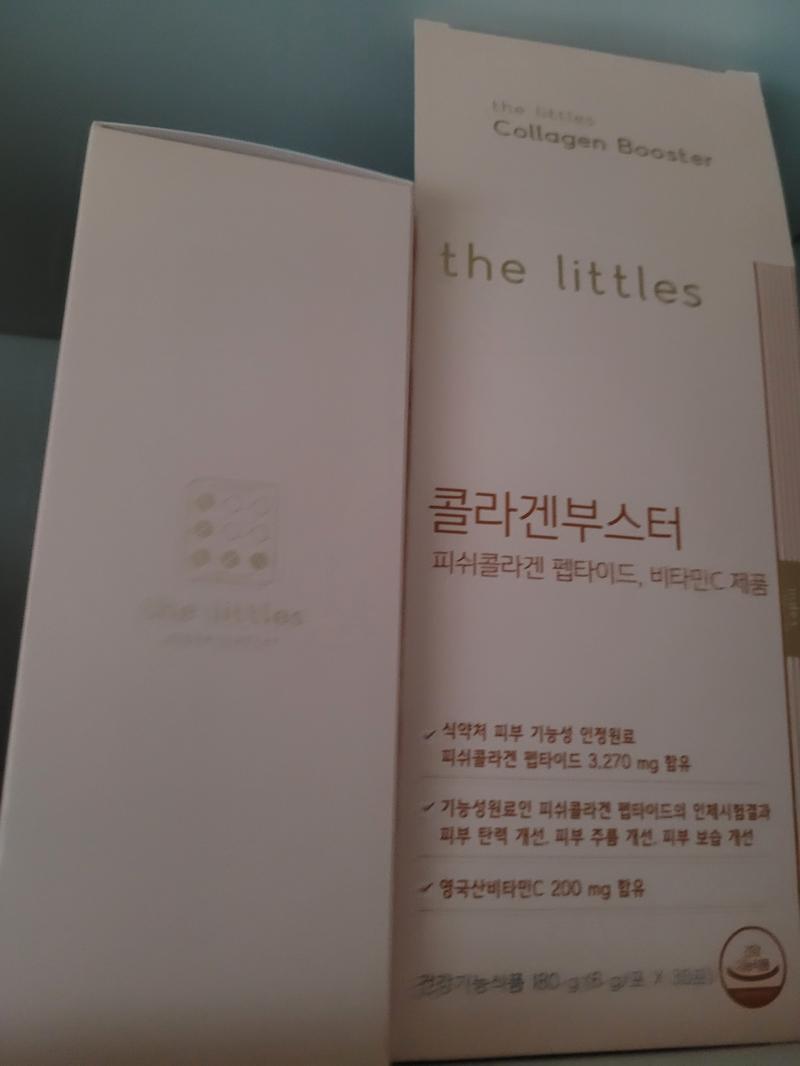 the littles
Collagen Booster
the littles
콜라겐부스터
피쉬콜라겐 펩타이드, 비타민C 제품
식약처 피부 기능성 인정원료
피쉬콜라겐 펩타이드 3,270 mg 함유
기능성원료인 피쉬콜라겐 펩타이드의 인체시험결과
피부 탄력 개선, 피부 주름 개선, 피부 보습 개선
영국산비타민C 200 mg 함유
건강기능식품 180 g (6 g/포 X 30포)
건강
기능식품
the littles